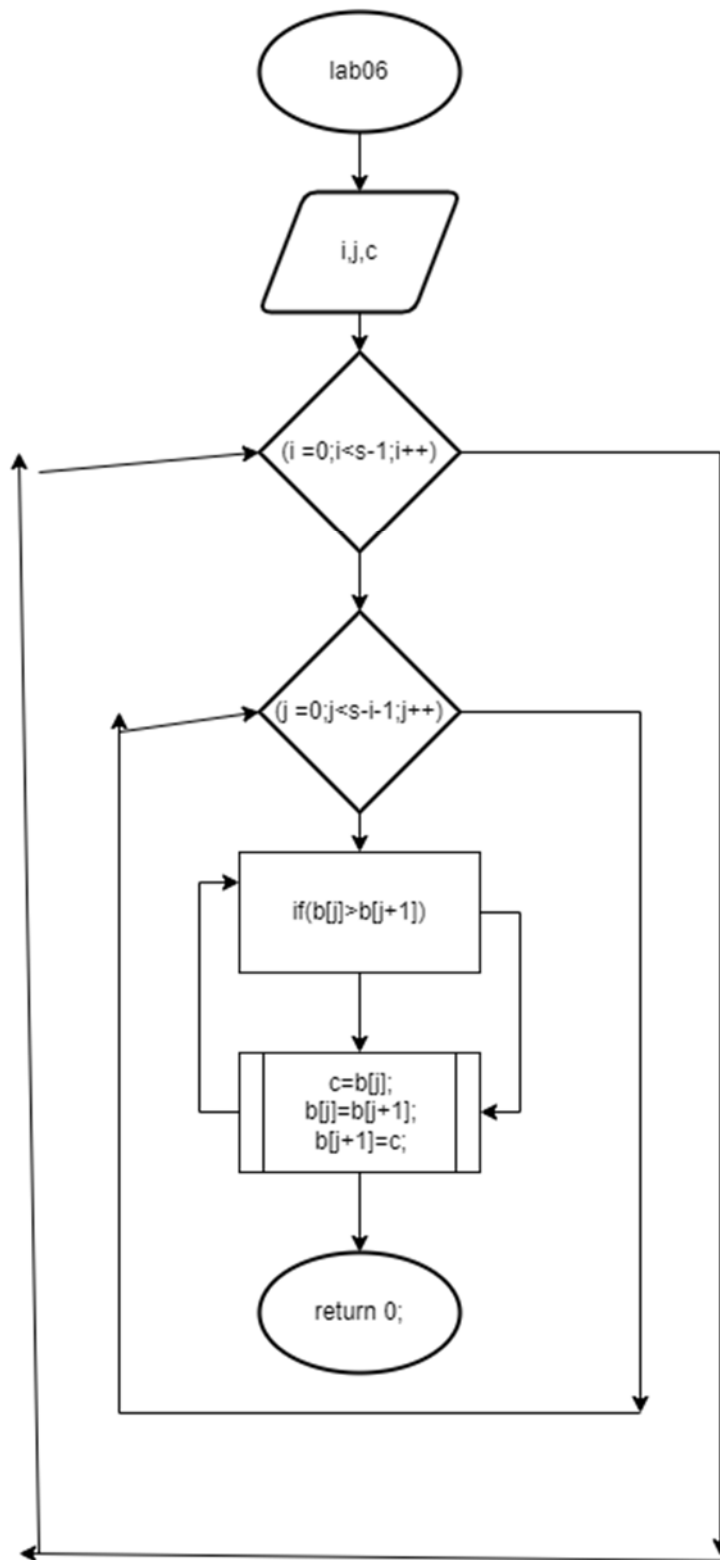 lab06
i,j,c
(i =0;i<s-1;i++)
(j =0;j<s-i-1;j++)
if(b[j]>b[j+1])
c=b[j];
b[j]=b[j+1];
b[j+1]=c;
return 0;